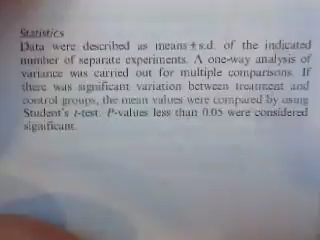 Statistics
Data were described as means ± s.d. of the indicated
number of separate experiments. A one-way analysis of
variance was carried out for multiple comparisons. If
there was significant variation between treatment and
control groups, the mean values were compared by using
Student's t-test. P-values less than 0.05 were considered
significant.